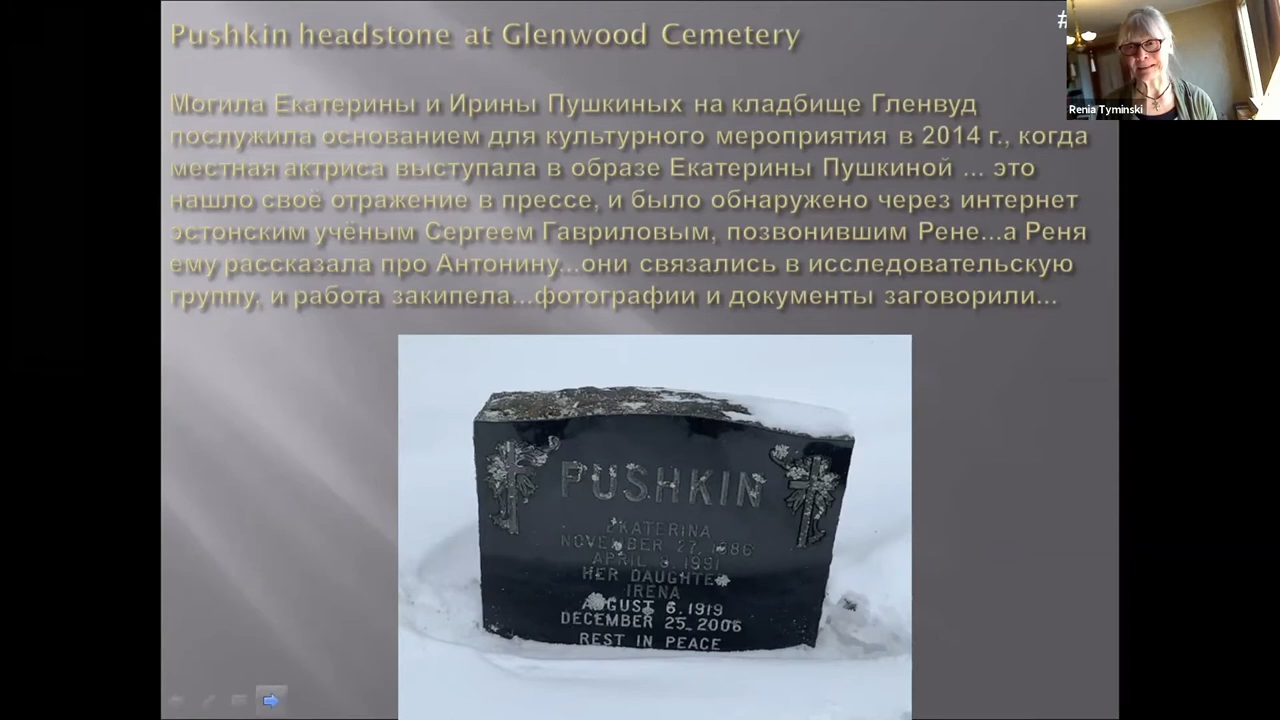 Pushkin headstone at Glenwood Cemetery
#
Renia Tyminski
Могила Екатерины и Ирины Пушкиных на кладбище Гленвуд
послужила основанием для культурного мероприятия в 2014 г., когда
местная актриса выступала в образе Екатерины Пушкиной ... это
нашло своё отражение в прессе, и было обнаружено через интернет
эстонским учёным Сергеем Гавриловым, позвонившим Рене...а Реня
ему рассказала про Антонину...они связались в исследовательскую
группу, и работа закипела...фотографии и документы заговорили...
PUSHKIN
EKATERINA
NOVEMBER 27, 1886
APRIL 1991
HER DAUGHTER
IRENA
AUGUST 6, 1919
DECEMBER 25, 2006
REST IN PEACE